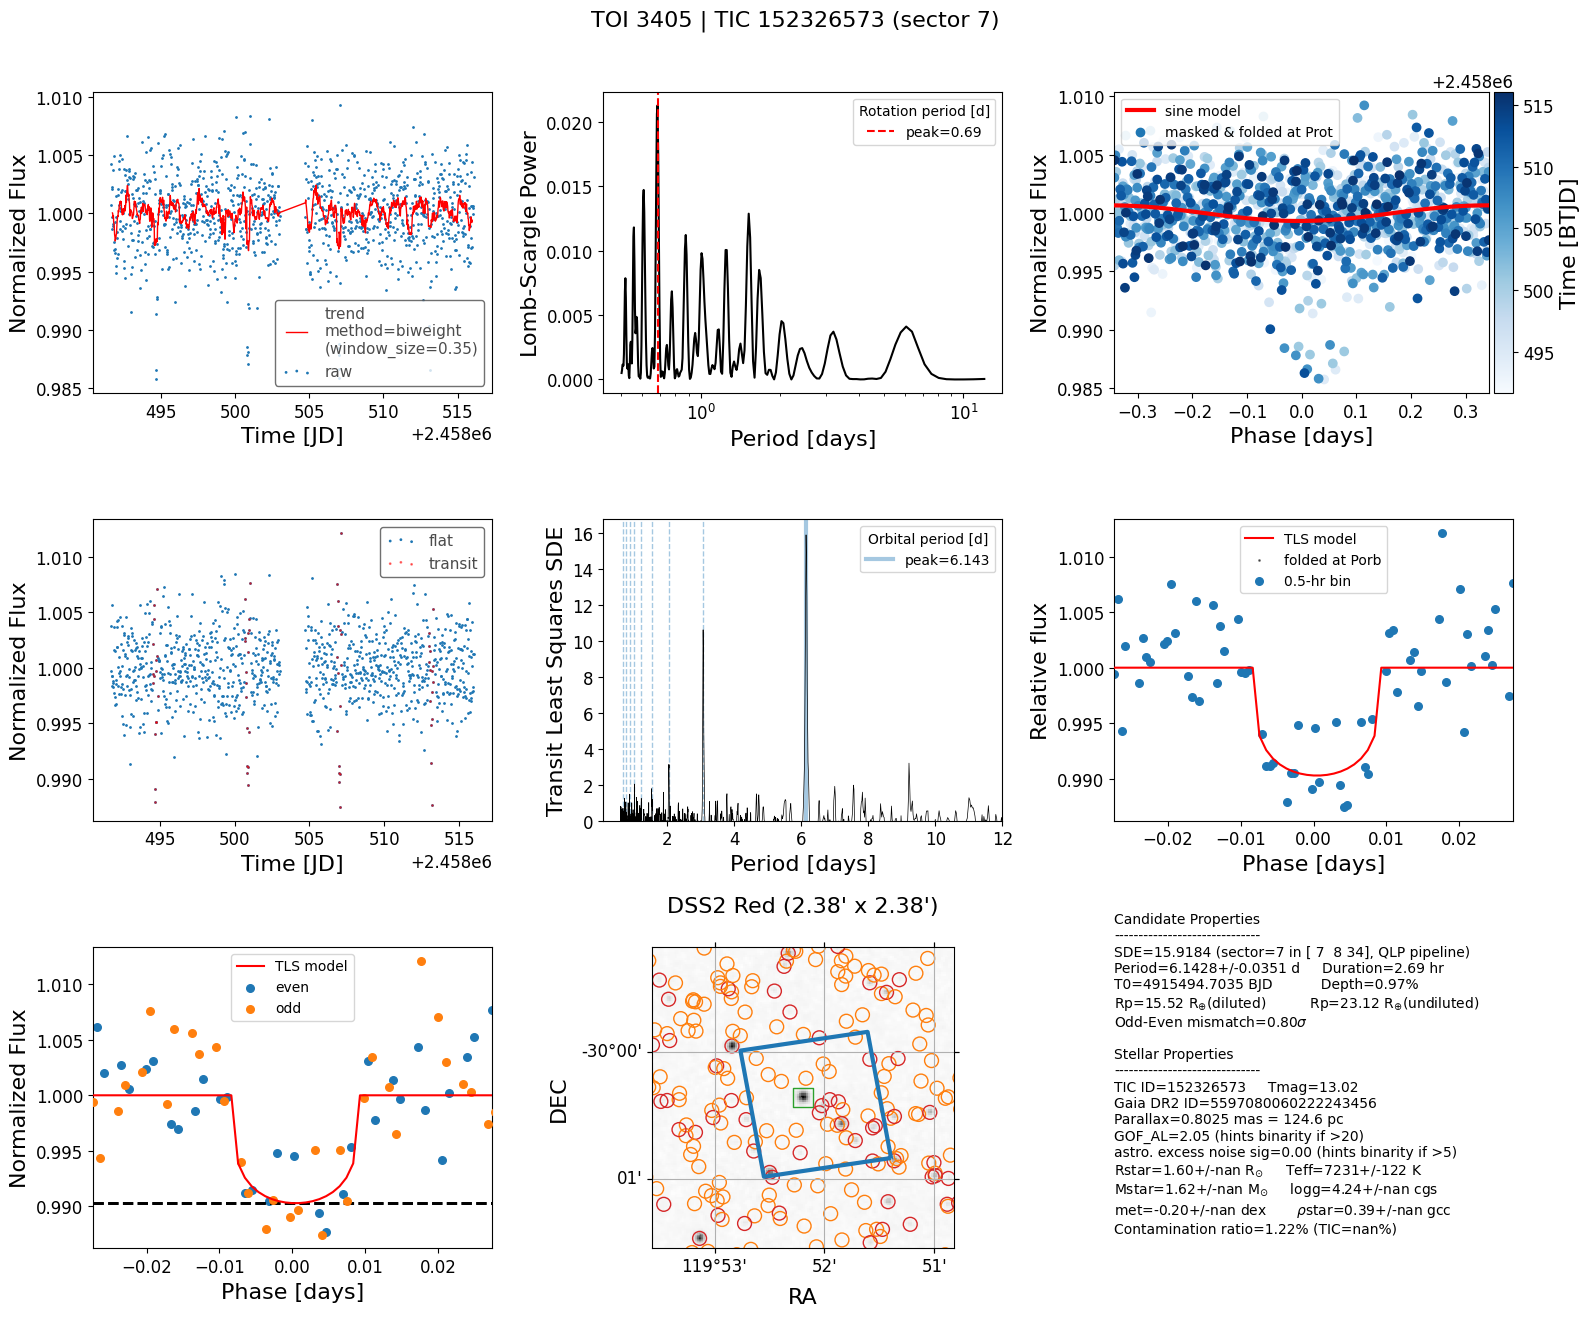 TOI 3405 | TIC 152326573 (sector 7)
1.010
1.005
1.000
0.995
0.990
0.985
Normalized Flux
trend
method=biweight
(window_size=0.35)
raw
495 500 505 510 515
+2.458e6
Time [JD]
0.020
0.015
0.010
0.005
0.000
Lomb-Scargle Power
Rotation period [d]
peak=0.69
10^0 10^1
Period [days]
+2.458e6
1.010
1.005
1.000
0.995
0.990
0.985
Normalized Flux
sine model
masked & folded at Prot
−0.3 −0.2 −0.1 0.0 0.1 0.2 0.3
Phase [days]
515
510
505
500
495
Time [BTJD]
1.010
1.005
1.000
0.995
0.990
Normalized Flux
flat
transit
495 500 505 510 515
+2.458e6
Time [JD]
16
14
12
10
8
6
4
2
0
Transit Least Squares SDE
Orbital period [d]
peak=6.143
2 4 6 8 10 12
Period [days]
1.010
1.005
1.000
0.995
0.990
Relative flux
TLS model
folded at Porb
0.5-hr bin
−0.02 −0.01 0.00 0.01 0.02
Phase [days]
1.010
1.005
1.000
0.995
0.990
Normalized Flux
TLS model
even
odd
−0.02 −0.01 0.00 0.01 0.02
Phase [days]
DSS2 Red (2.38' x 2.38')
-30°00'
01'
DEC
119°53' 52' 51'
RA
Candidate Properties
------------------------------
SDE=15.9184 (sector=7 in [ 7 8 34], QLP pipeline)
Period=6.1428+/-0.0351 d Duration=2.69 hr
T0=4915494.7035 BJD Depth=0.97%
Rp=15.52 R⊕(diluted) Rp=23.12 R⊕(undiluted)
Odd-Even mismatch=0.80σ
Stellar Properties
------------------------------
TIC ID=152326573 Tmag=13.02
Gaia DR2 ID=5597080060222243456
Parallax=0.8025 mas = 124.6 pc
GOF_AL=2.05 (hints binarity if >20)
astro. excess noise sig=0.00 (hints binarity if >5)
Rstar=1.60+/-nan R⊙ Teff=7231+/-122 K
Mstar=1.62+/-nan M⊙ logg=4.24+/-nan cgs
met=-0.20+/-nan dex ρstar=0.39+/-nan gcc
Contamination ratio=1.22% (TIC=nan%)